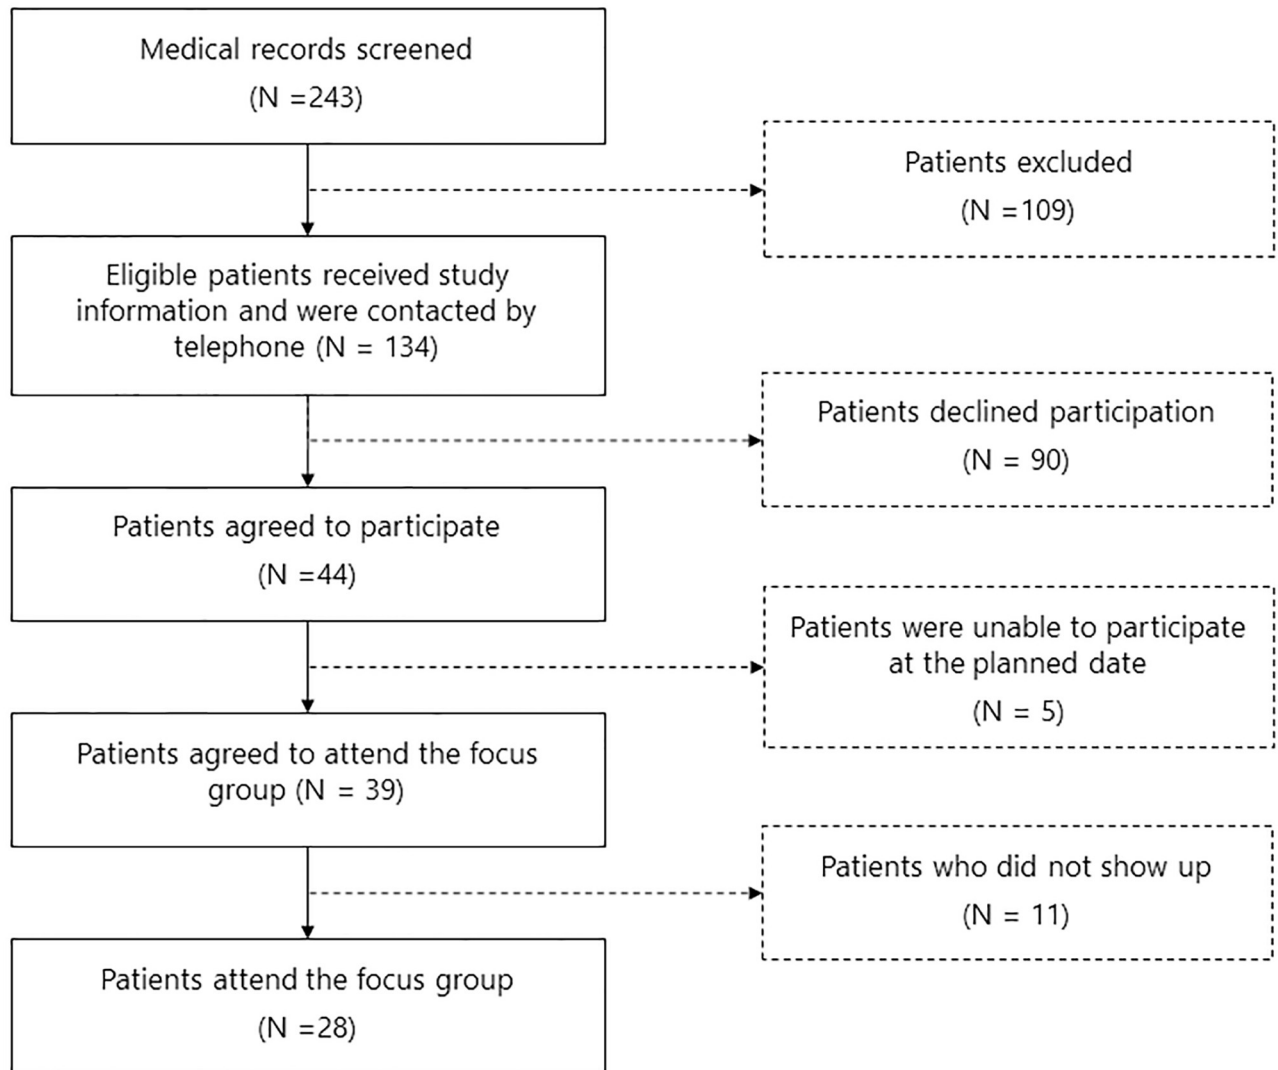 Medical records screened
(N =243)
Patients excluded
(N =109)
Eligible patients received study
information and were contacted by
telephone (N = 134)
Patients declined participation
(N = 90)
Patients agreed to participate
(N =44)
Patients were unable to participate
at the planned date
(N = 5)
Patients agreed to attend the focus
group (N = 39)
Patients who did not show up
(N = 11)
Patients attend the focus group
(N =28)